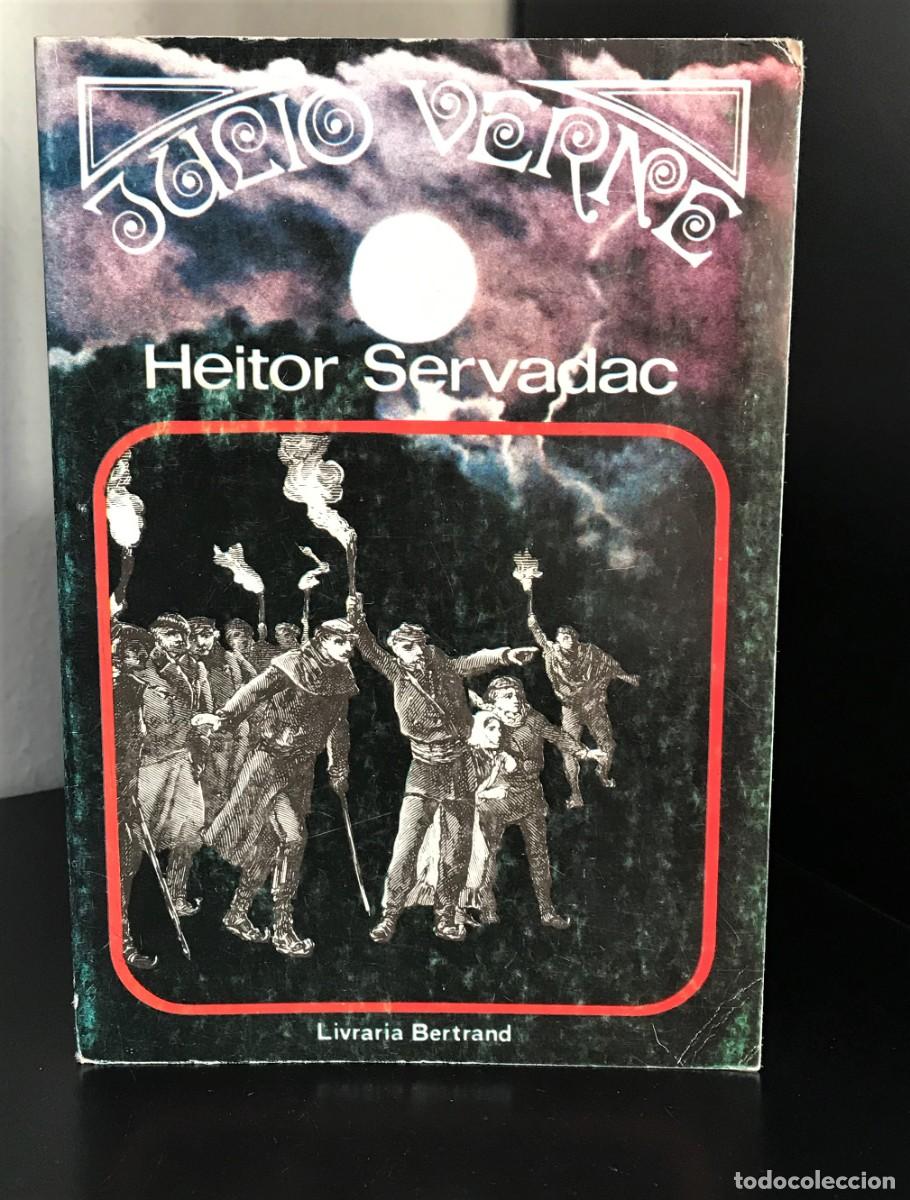 JULIO VERNE
Heitor Servadac
Livraria Bertrand
todocoleccion